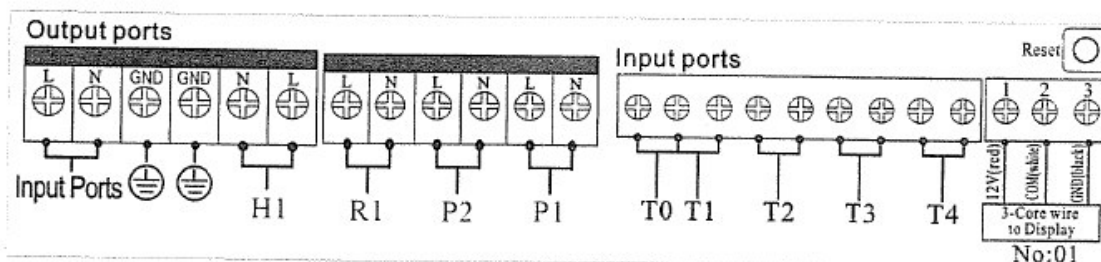 Output ports
L N GND GND N L
L N L N L N
Input ports
Reset
1 2 3
Input Ports
H1 R1 P2 P1
T0 T1 T2 T3 T4
12V(red)
COM(white)
GND(black)
3-Core wire
to Display
No:01